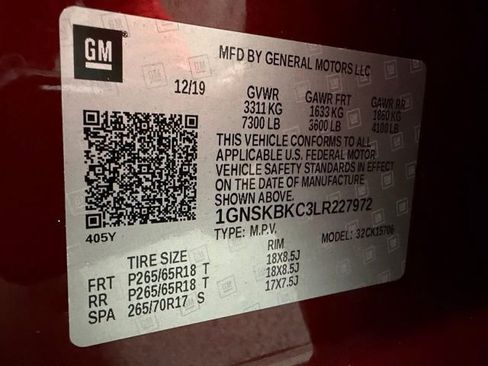 GM
MFD BY GENERAL MOTORS LLC
12/19
GVWR GAWR FRT GAWR RR
3311 KG 1633 KG 1860 KG
7300 LB 3600 LB 4100 LB
THIS VEHICLE CONFORMS TO ALL
APPLICABLE U.S. FEDERAL MOTOR
VEHICLE SAFETY STANDARDS IN EFFECT
ON THE DATE OF MANUFACTURE SHOWN
ABOVE.
1GNSKBKC3LR227972
405Y
TYPE: M.P.V. MODEL: 32CK15706
TIRE SIZE RIM
FRT P265/65R18 T 18X8.5J
RR P265/65R18 T 18X8.5J
SPA 265/70R17 S 17X7.5J